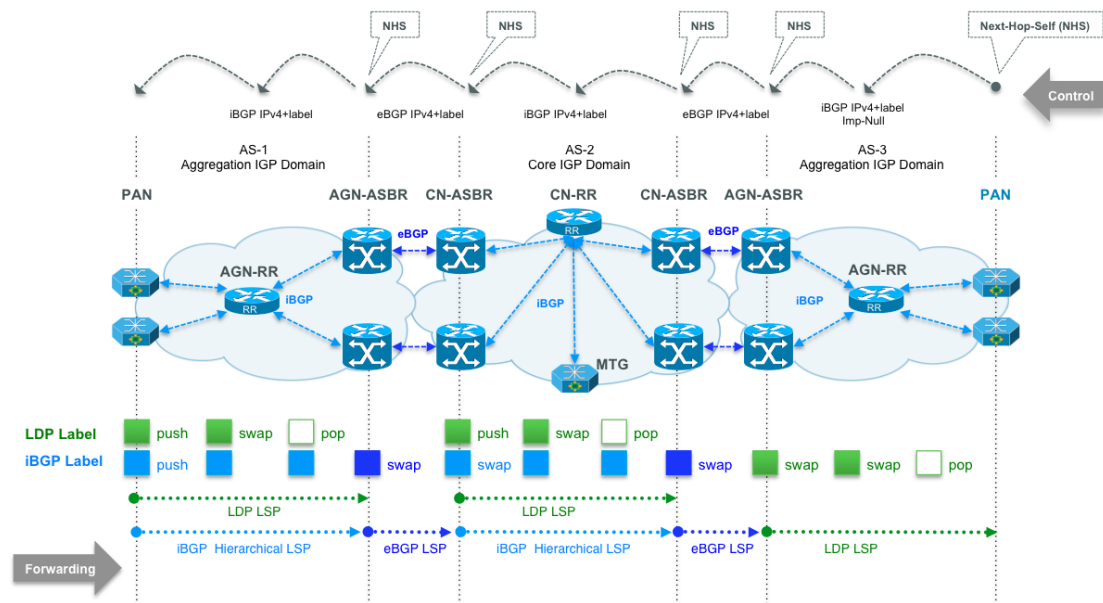 NHS
NHS
NHS
NHS
Next-Hop-Self (NHS)
Control
iBGP IPv4+label
eBGP IPv4+label
iBGP IPv4+label
eBGP IPv4+label
iBGP IPv4+label
Imp-Null
AS-1
Aggregation IGP Domain
AS-2
Core IGP Domain
AS-3
Aggregation IGP Domain
PAN
AGN-ASBR
CN-ASBR
CN-RR
CN-ASBR
AGN-ASBR
PAN
RR
eBGP
eBGP
AGN-RR
AGN-RR
iBGP
iBGP
iBGP
RR
RR
MTG
LDP Label
push
swap
pop
push
swap
pop
iBGP Label
push
swap
swap
swap
swap
swap
pop
LDP LSP
LDP LSP
iBGP Hierarchical LSP
eBGP LSP
iBGP Hierarchical LSP
eBGP LSP
LDP LSP
Forwarding